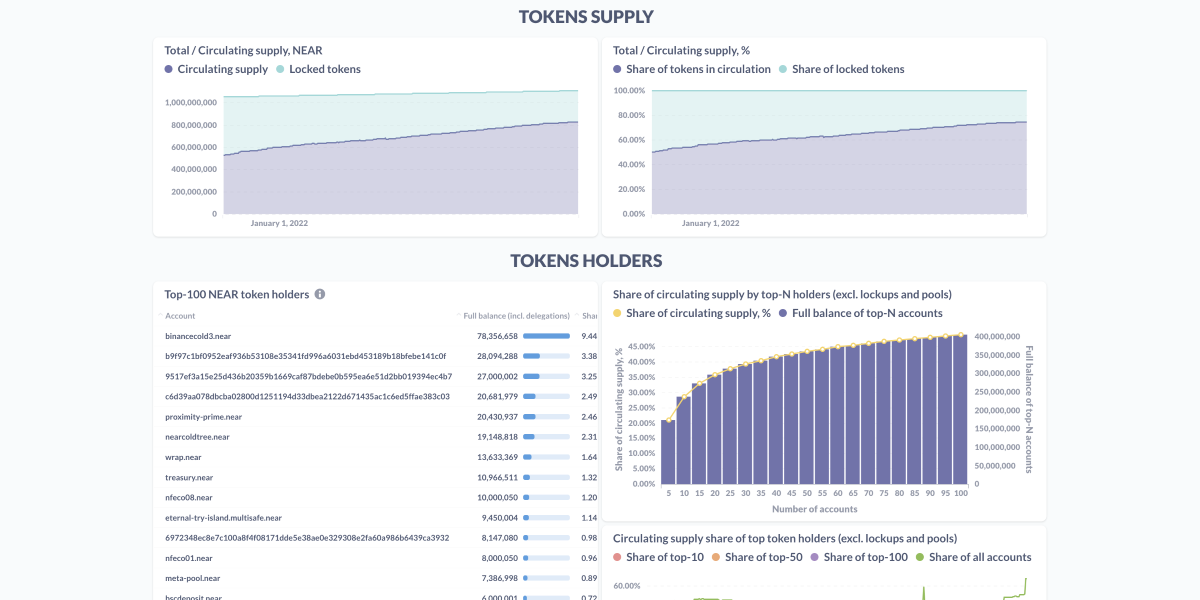 TOKENS SUPPLY
Total / Circulating supply, NEAR
Circulating supply Locked tokens
1,000,000,000
800,000,000
600,000,000
400,000,000
200,000,000
0
January 1, 2022
Total / Circulating supply, %
Share of tokens in circulation Share of locked tokens
100.00%
80.00%
60.00%
40.00%
20.00%
0.00%
January 1, 2022
TOKENS HOLDERS
Top-100 NEAR token holders
Account Full balance (incl. delegations) Shar
binancecold3.near 78,356,658 9.44
b9f97c1bf0952eaf936b53108e35341fd996a6031ebd453189b18bfebe141c0f 28,094,288 3.38
9517ef3a15e25d436b20359b1669caf87bdebe0b595ea6e51d2bb019394ec4b7 27,000,002 3.25
c6d39aa078dbcba02800d1251194d33dbea2122d671435ac1c6ed5ffae383c03 20,681,979 2.49
proximity-prime.near 20,430,937 2.46
nearcoldtree.near 19,148,818 2.31
wrap.near 13,633,369 1.64
treasury.near 10,966,511 1.32
nfeco08.near 10,000,050 1.20
eternal-try-island.multisafe.near 9,450,004 1.14
6972348ec8e7c100a8f4f08171dde5e38ae0e329308e2fa60a986b6439ca3932 8,147,080 0.98
nfeco01.near 8,000,050 0.96
meta-pool.near 7,386,998 0.89
bscdeposit.near 6,000,001 0.72
Share of circulating supply by top-N holders (excl. lockups and pools)
Share of circulating supply, % Full balance of top-N accounts
Share of circulating supply, %
45.00%
40.00%
35.00%
30.00%
25.00%
20.00%
15.00%
10.00%
5.00%
0.00%
400,000,000
350,000,000
300,000,000
250,000,000
200,000,000
150,000,000
100,000,000
50,000,000
0
Full balance of top-N accounts
5 10 15 20 25 30 35 40 45 50 55 60 65 70 75 80 85 90 95 100
Number of accounts
Circulating supply share of top token holders (excl. lockups and pools)
Share of top-10 Share of top-50 Share of top-100 Share of all accounts
60.00%